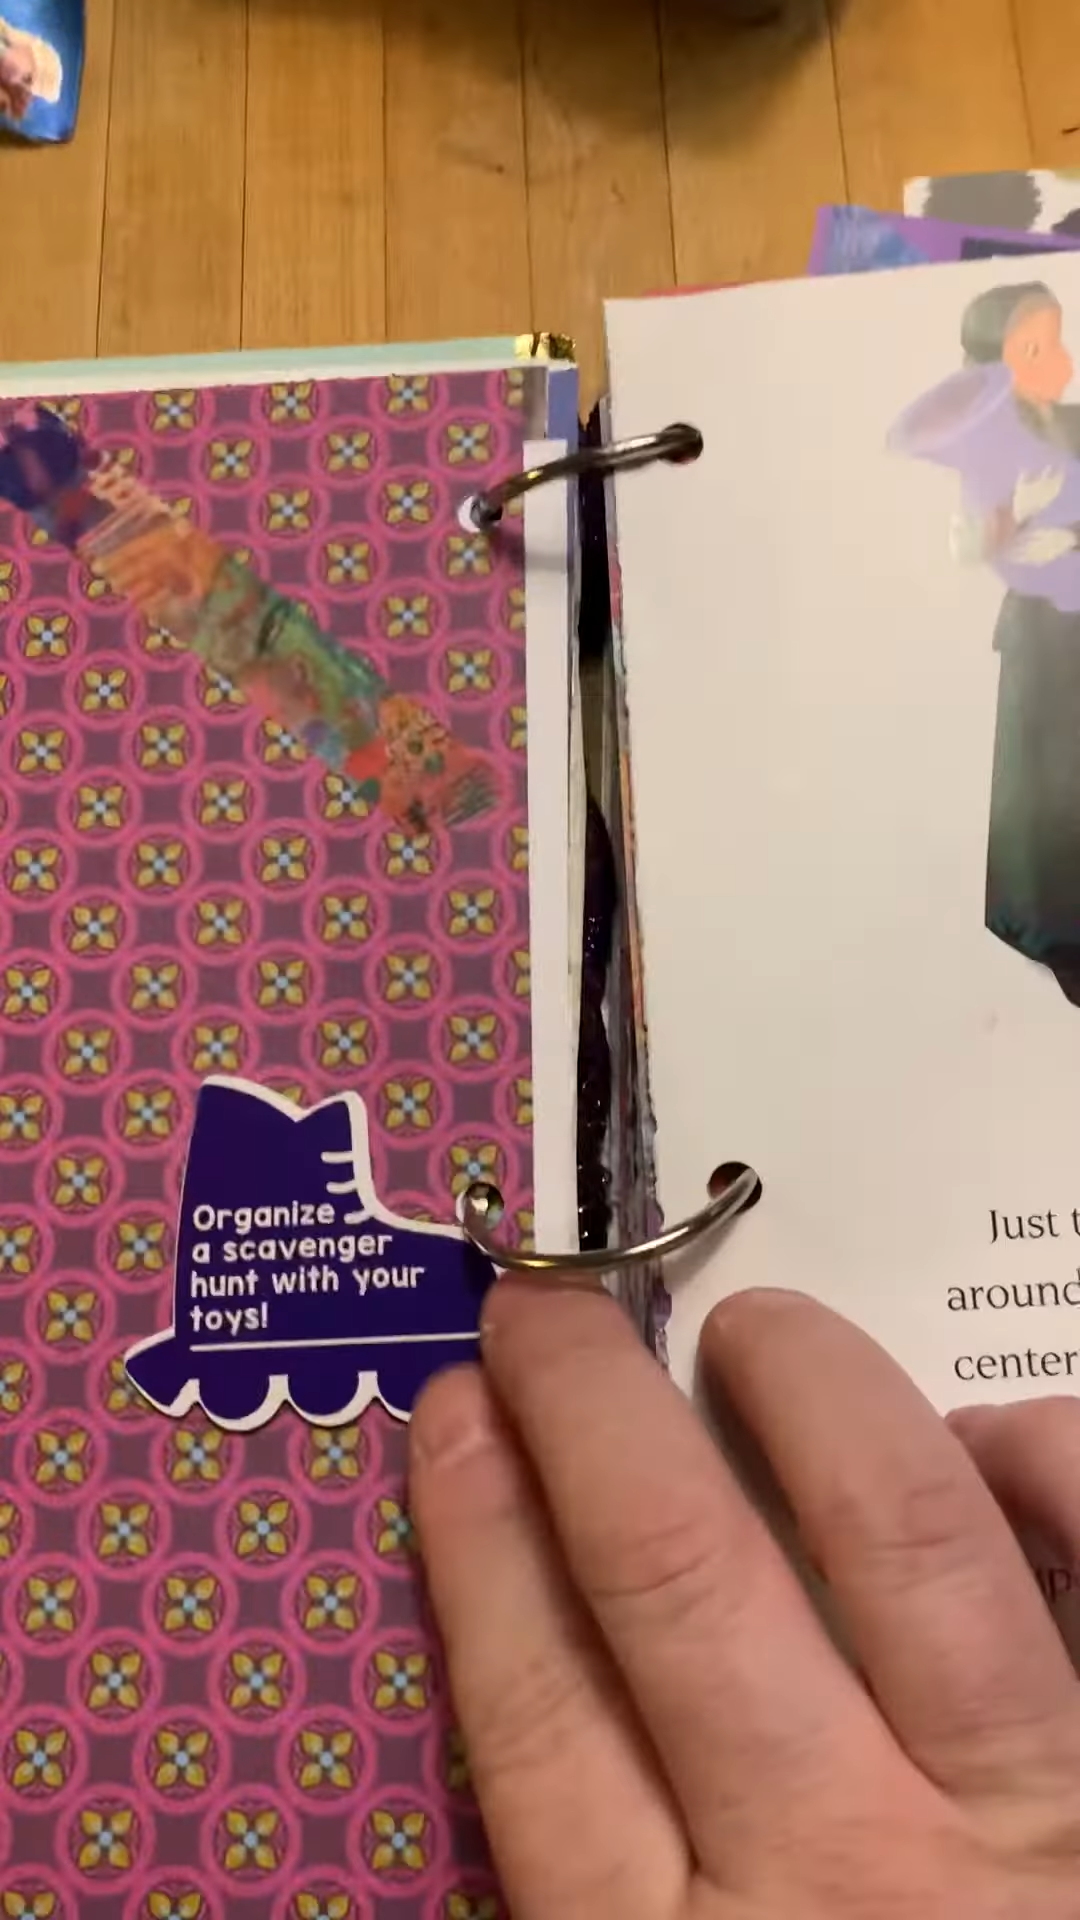 Organize
a scavenger
hunt with your
toys!
Just
around
center